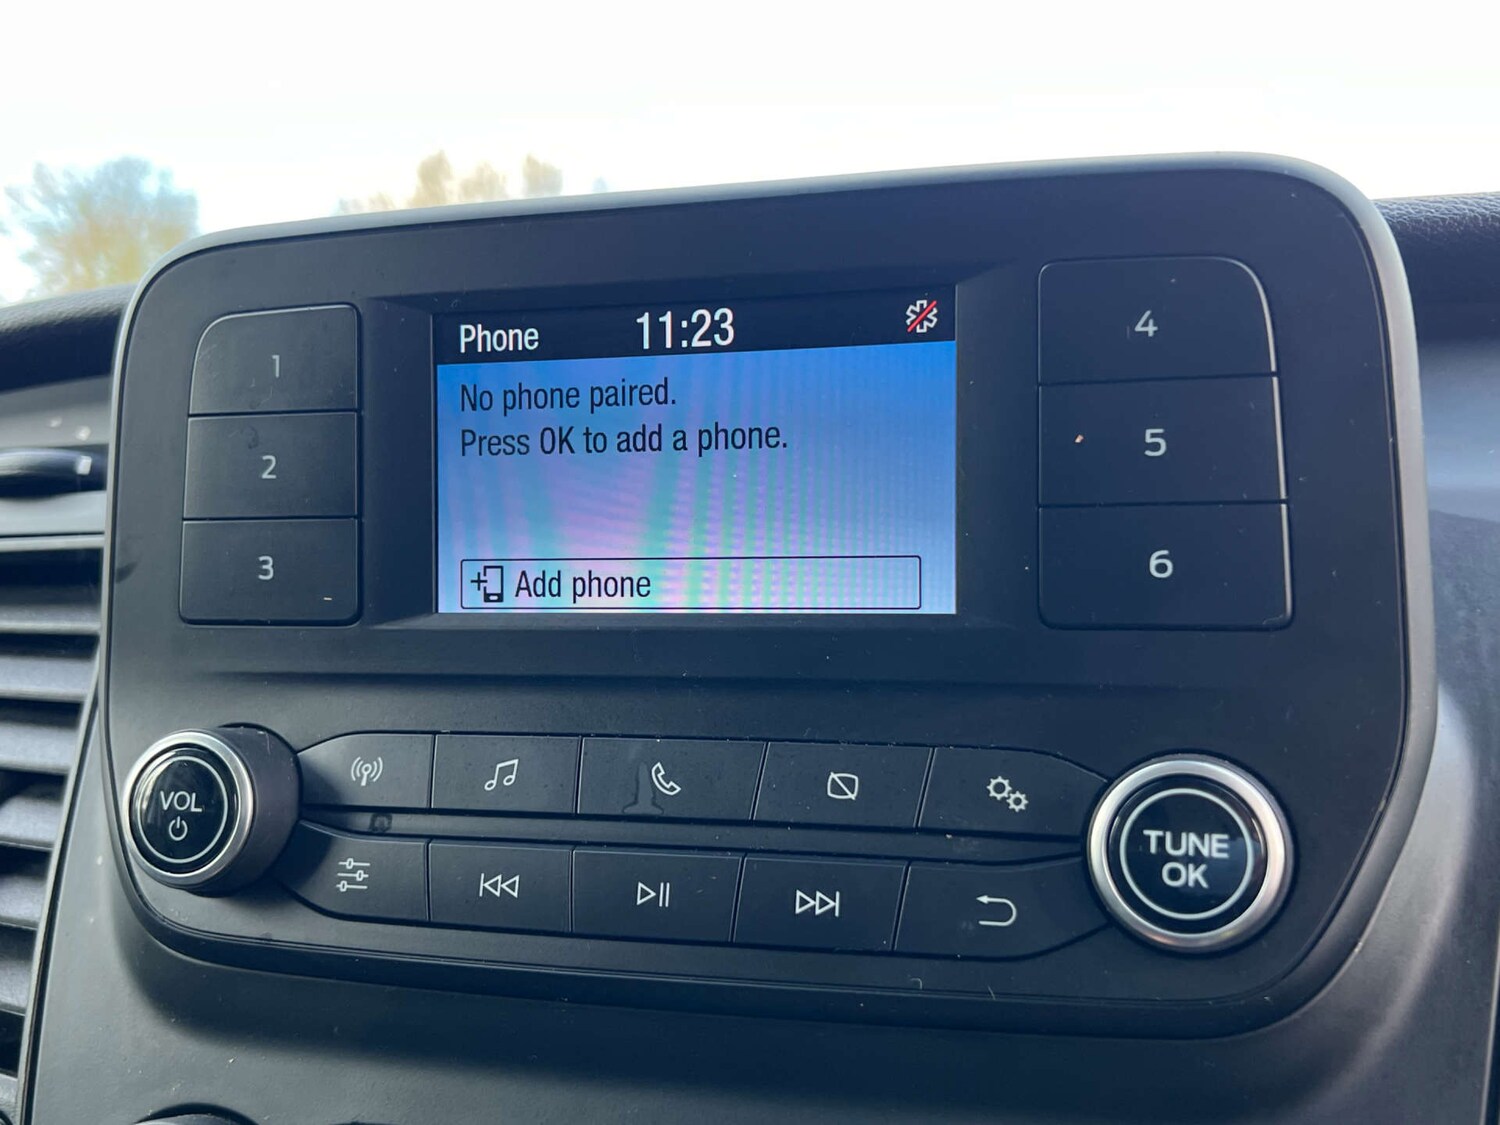 Phone 11:23
No phone paired.
Press OK to add a phone.
Add phone
1
2
3
4
5
6
VOL
TUNE
OK